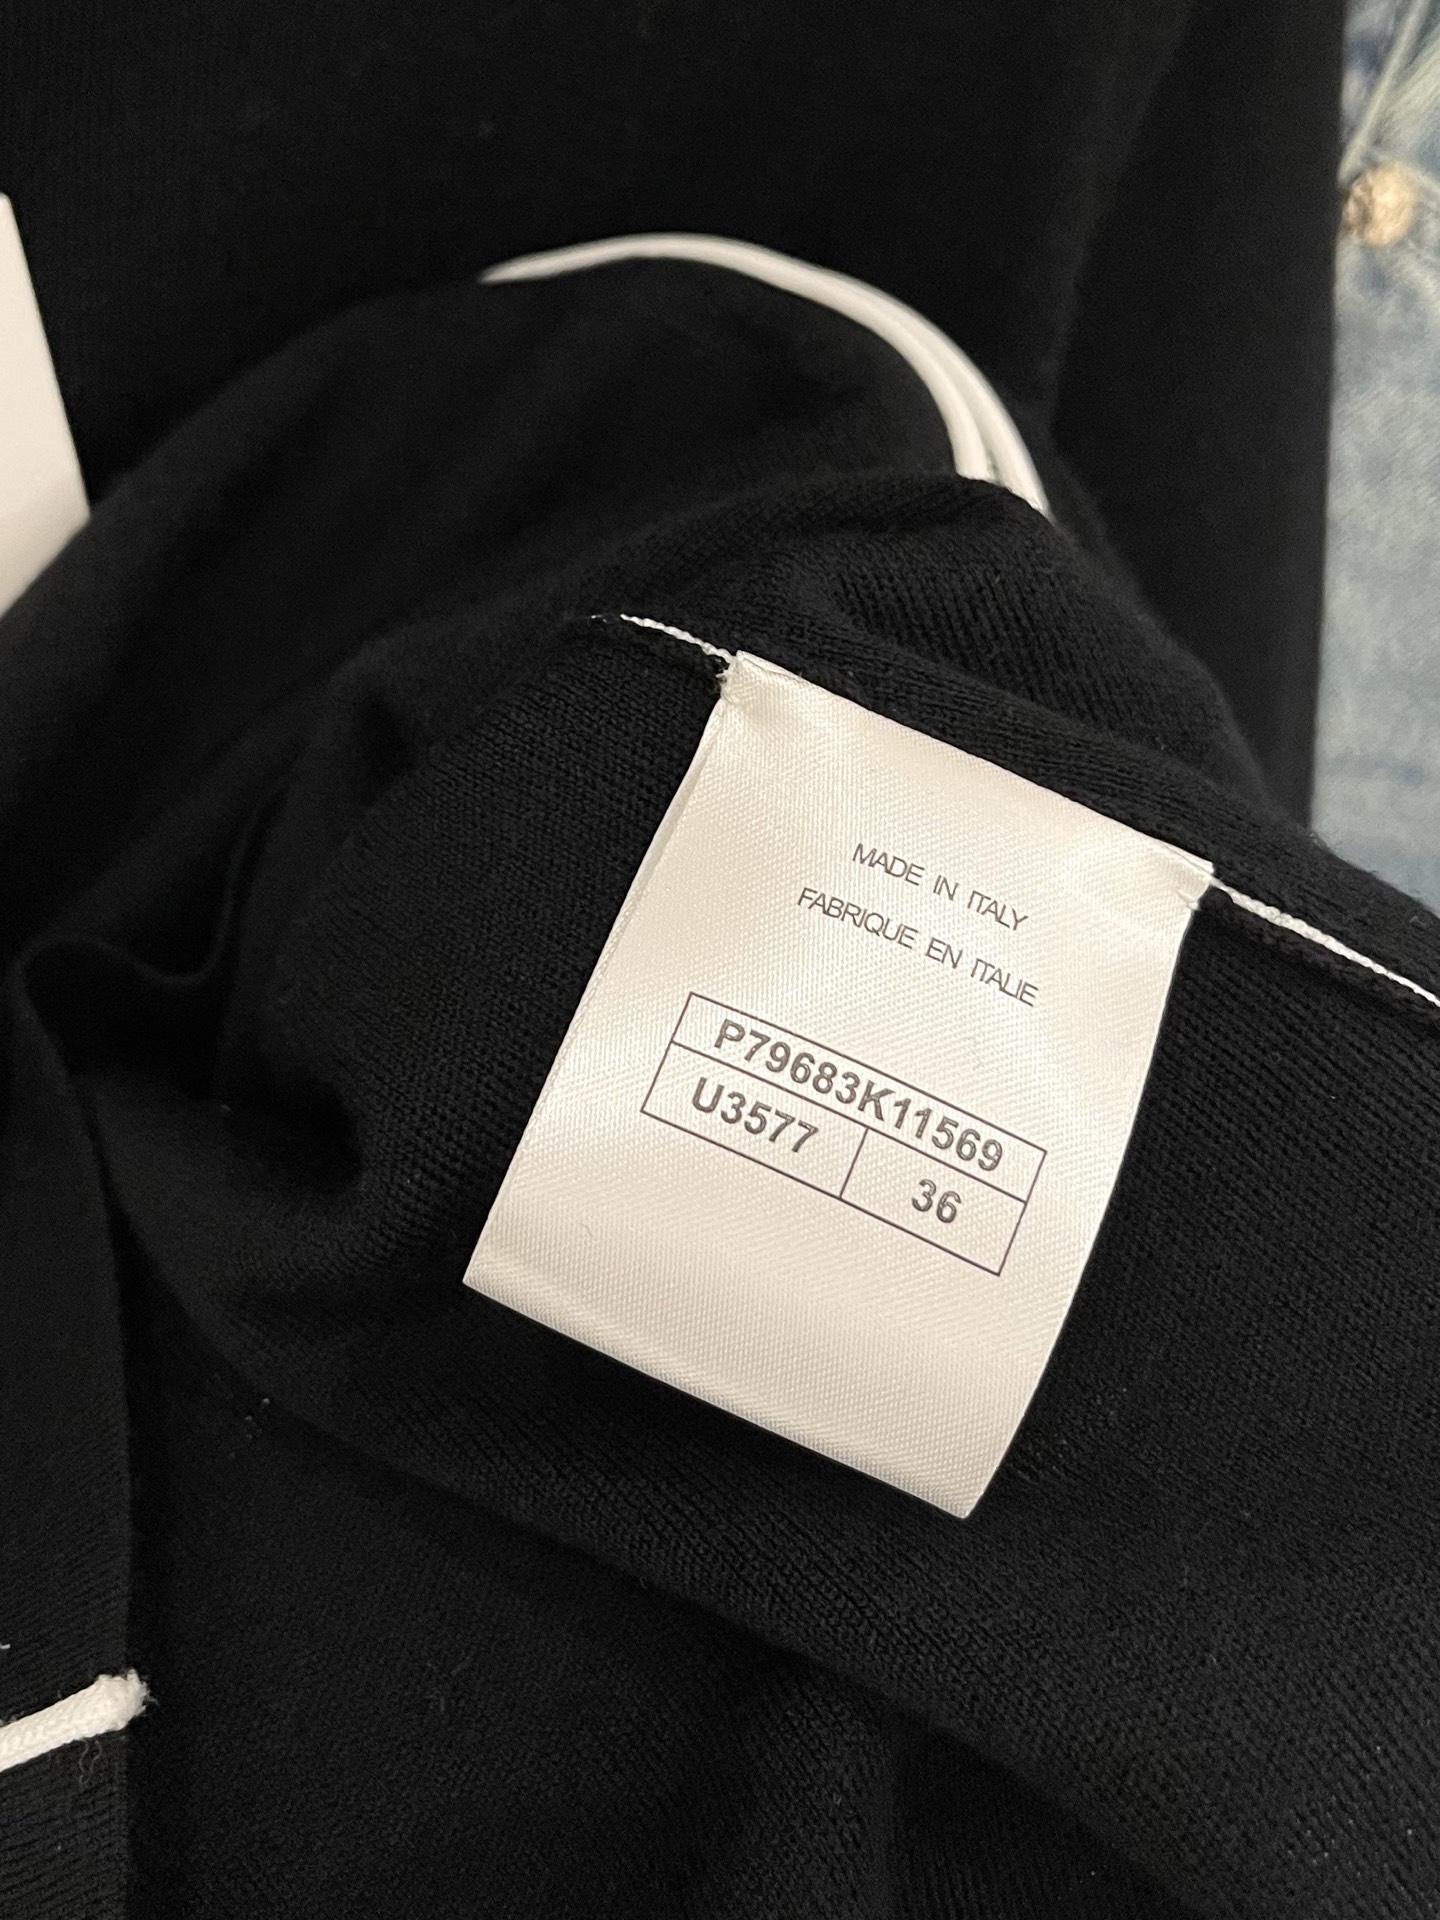 MADE IN ITALY
FABRIQUE EN ITALIE
P79683K11569
U3577 36